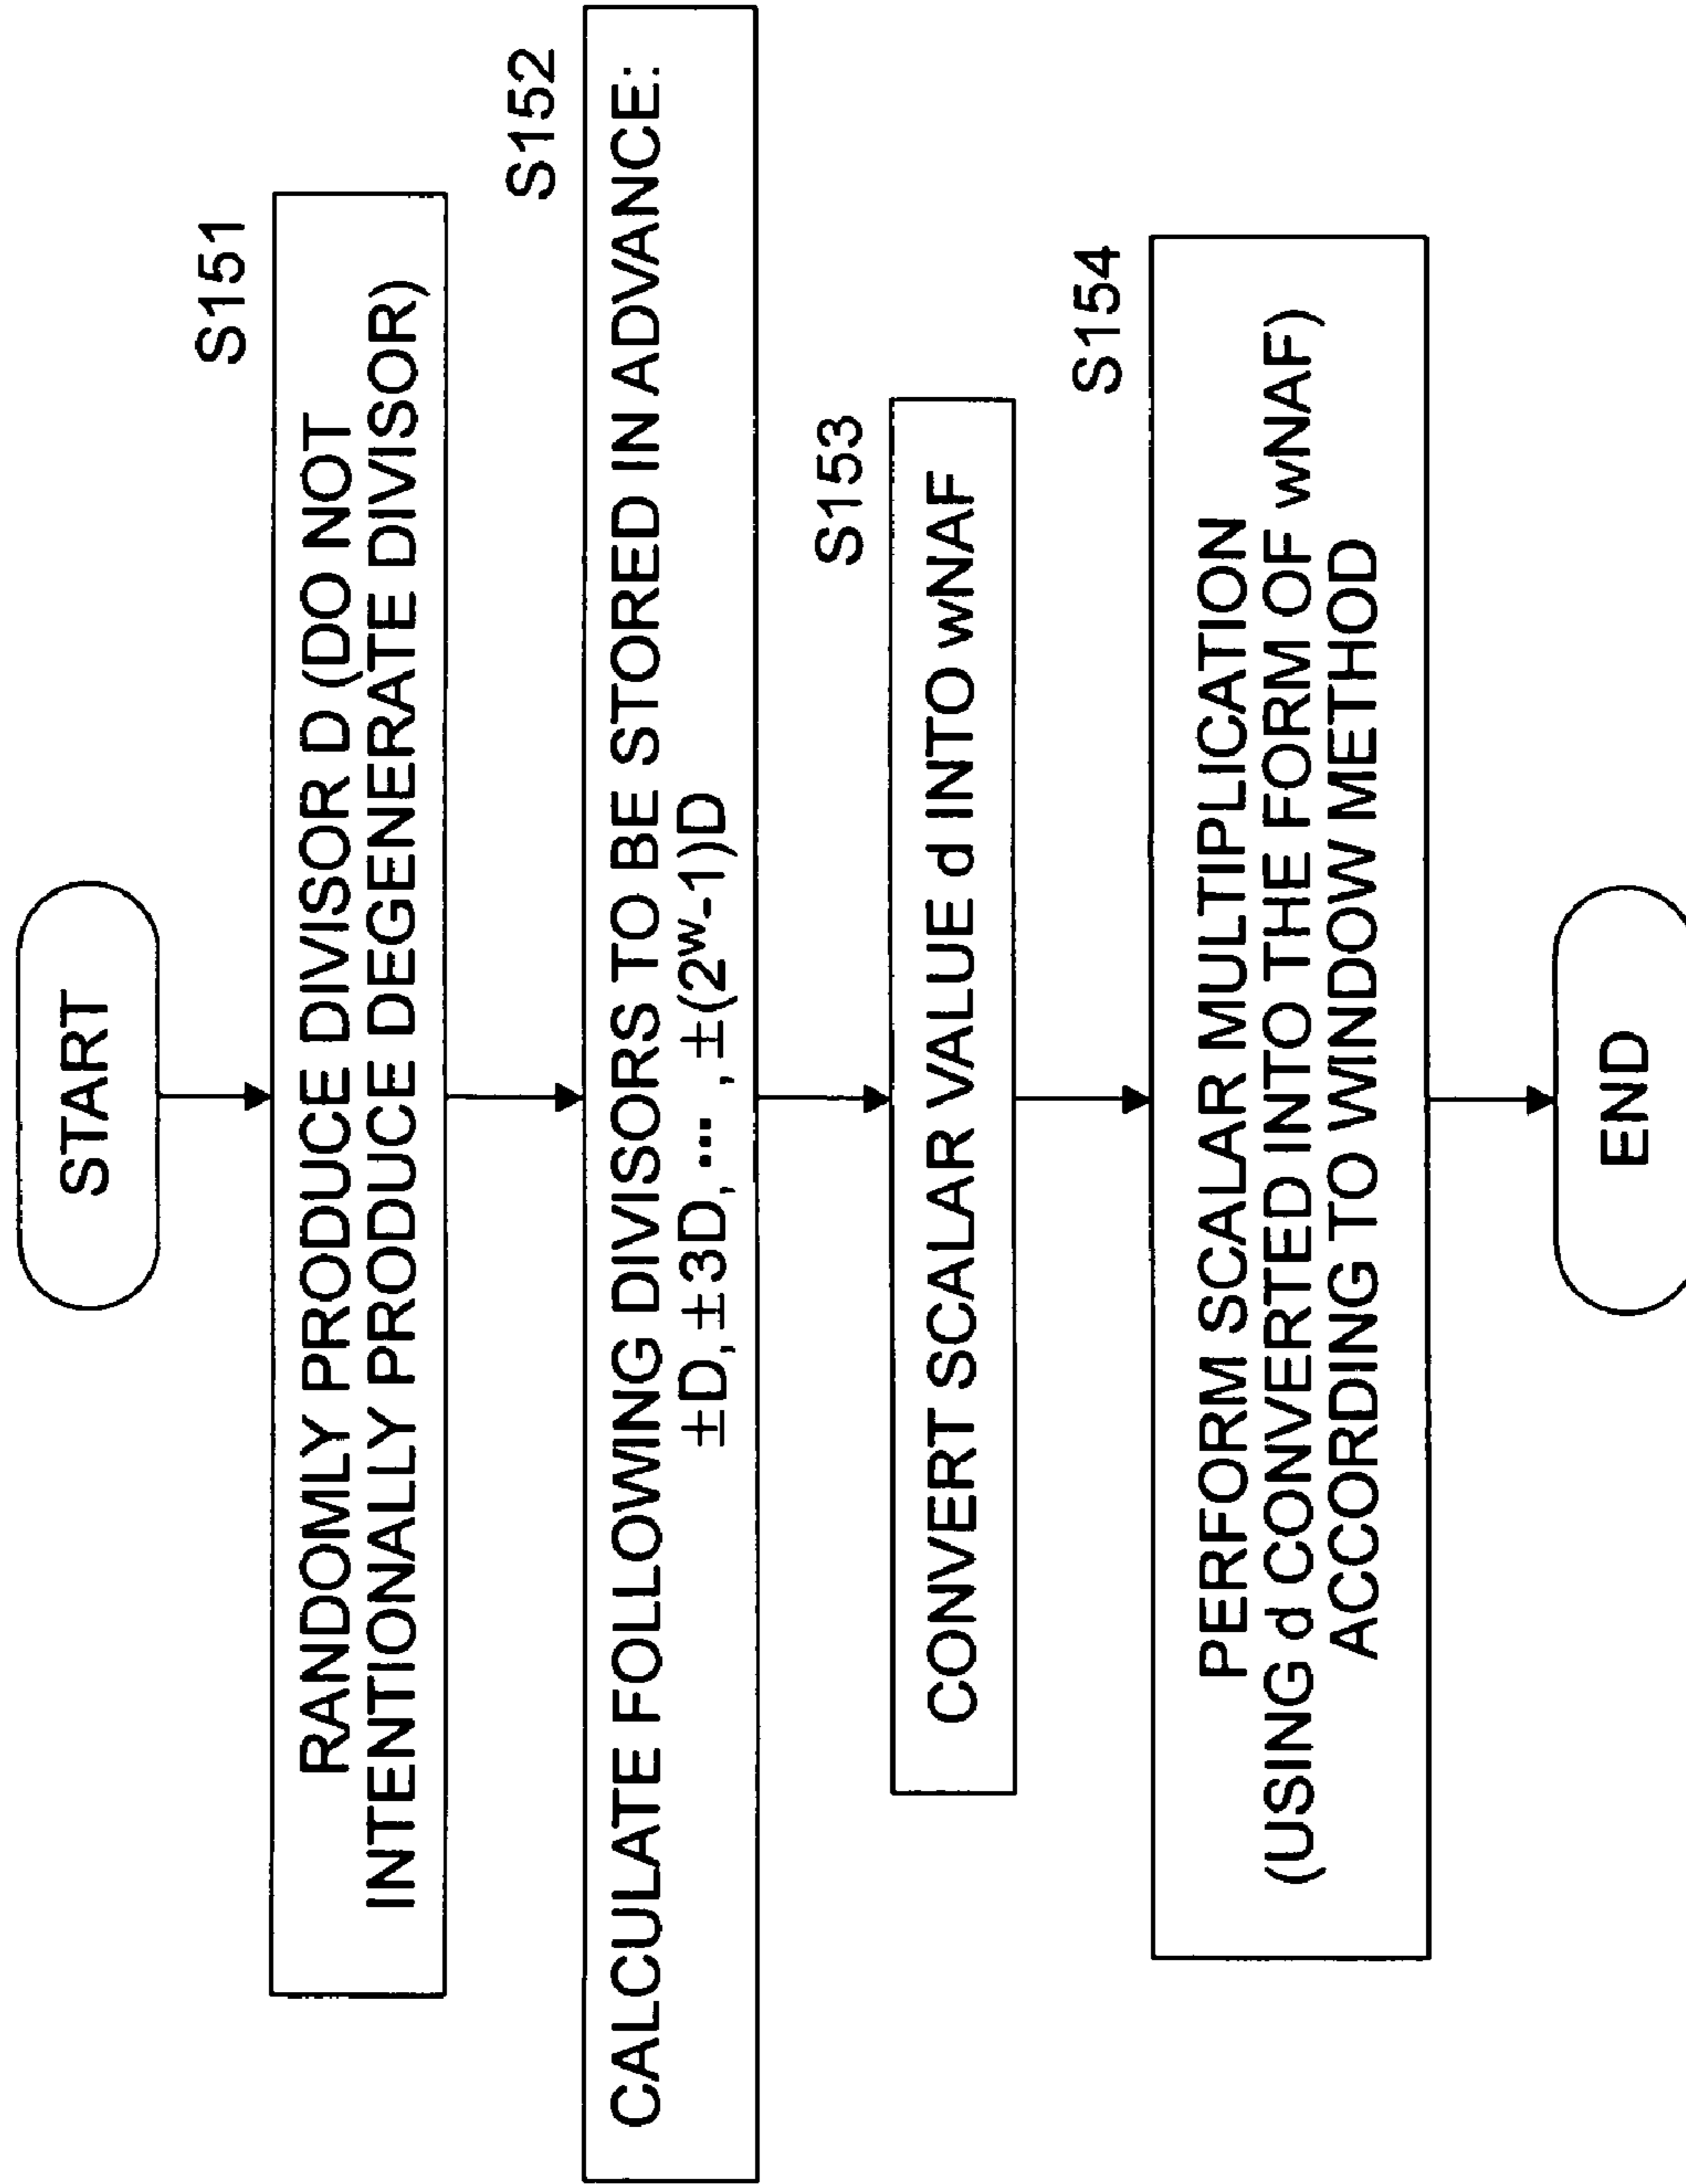 START
S151
RANDOMLY PRODUCE DIVISOR D (DO NOT
INTENTIONALLY PRODUCE DEGENERATE DIVISOR)
S152
CALCULATE FOLLOWING DIVISORS TO BE STORED IN ADVANCE:
±D, ±3D, ... , ±(2ʷ-1)D
S153
CONVERT SCALAR VALUE d INTO wNAF
S154
PERFORM SCALAR MULTIPLICATION
(USING d CONVERTED INTO THE FORM OF wNAF)
ACCORDING TO WINDOW METHOD
END